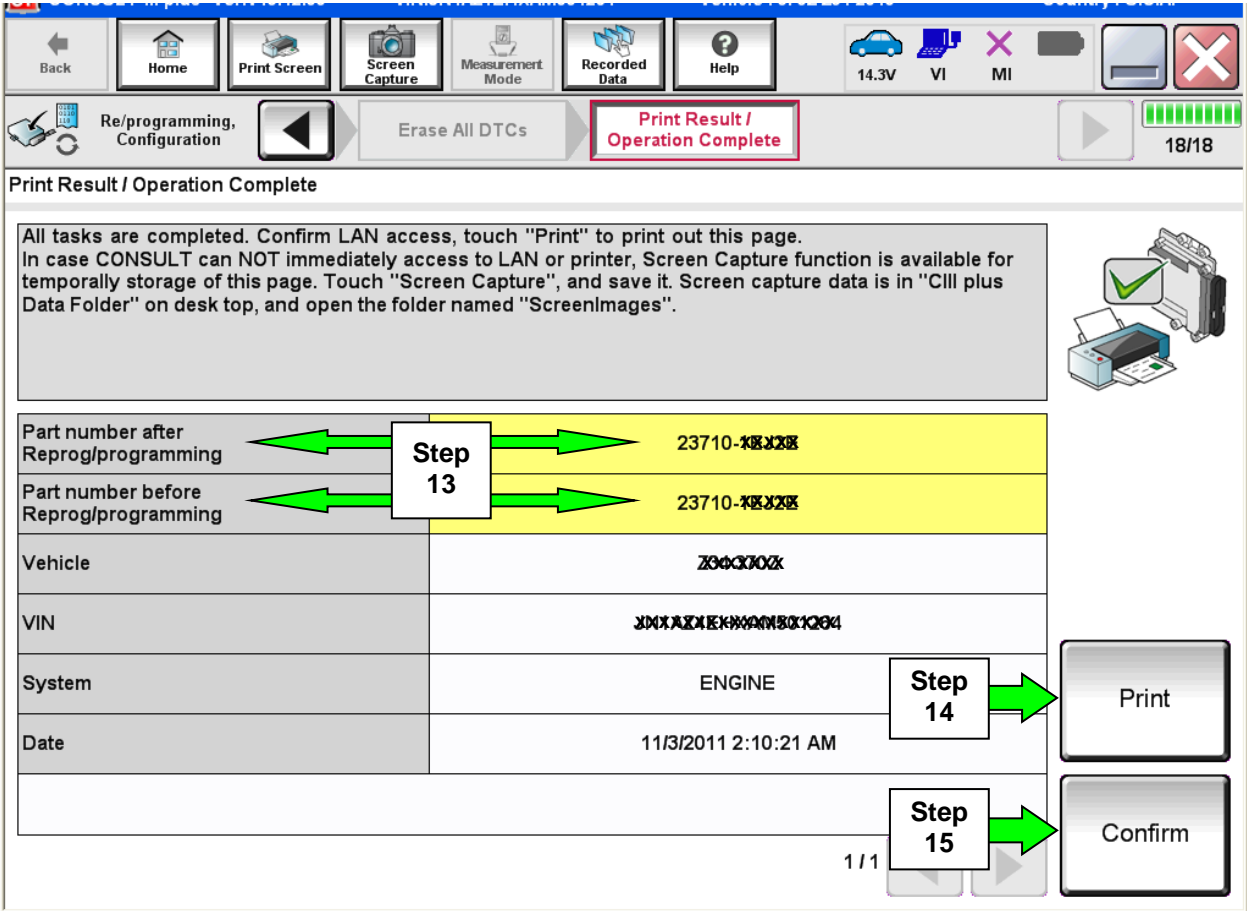 Back
Home
Print Screen
Screen
Capture
Measurement
Mode
Recorded
Data
Help
14.3V
VI
MI
Re/programming,
Configuration
Erase All DTCs
Print Result /
Operation Complete
18/18
Print Result / Operation Complete
All tasks are completed. Confirm LAN access, touch "Print" to print out this page.
In case CONSULT can NOT immediately access to LAN or printer, Screen Capture function is available for
temporally storage of this page. Touch "Screen Capture", and save it. Screen capture data is in "CIII plus
Data Folder" on desk top, and open the folder named "ScreenImages".
Part number after
Reprog/programming
Step
13
23710-
Part number before
Reprog/programming
23710-
Vehicle
VIN
System
ENGINE
Step
14
Print
Date
11/3/2011 2:10:21 AM
Step
15
Confirm
1/1